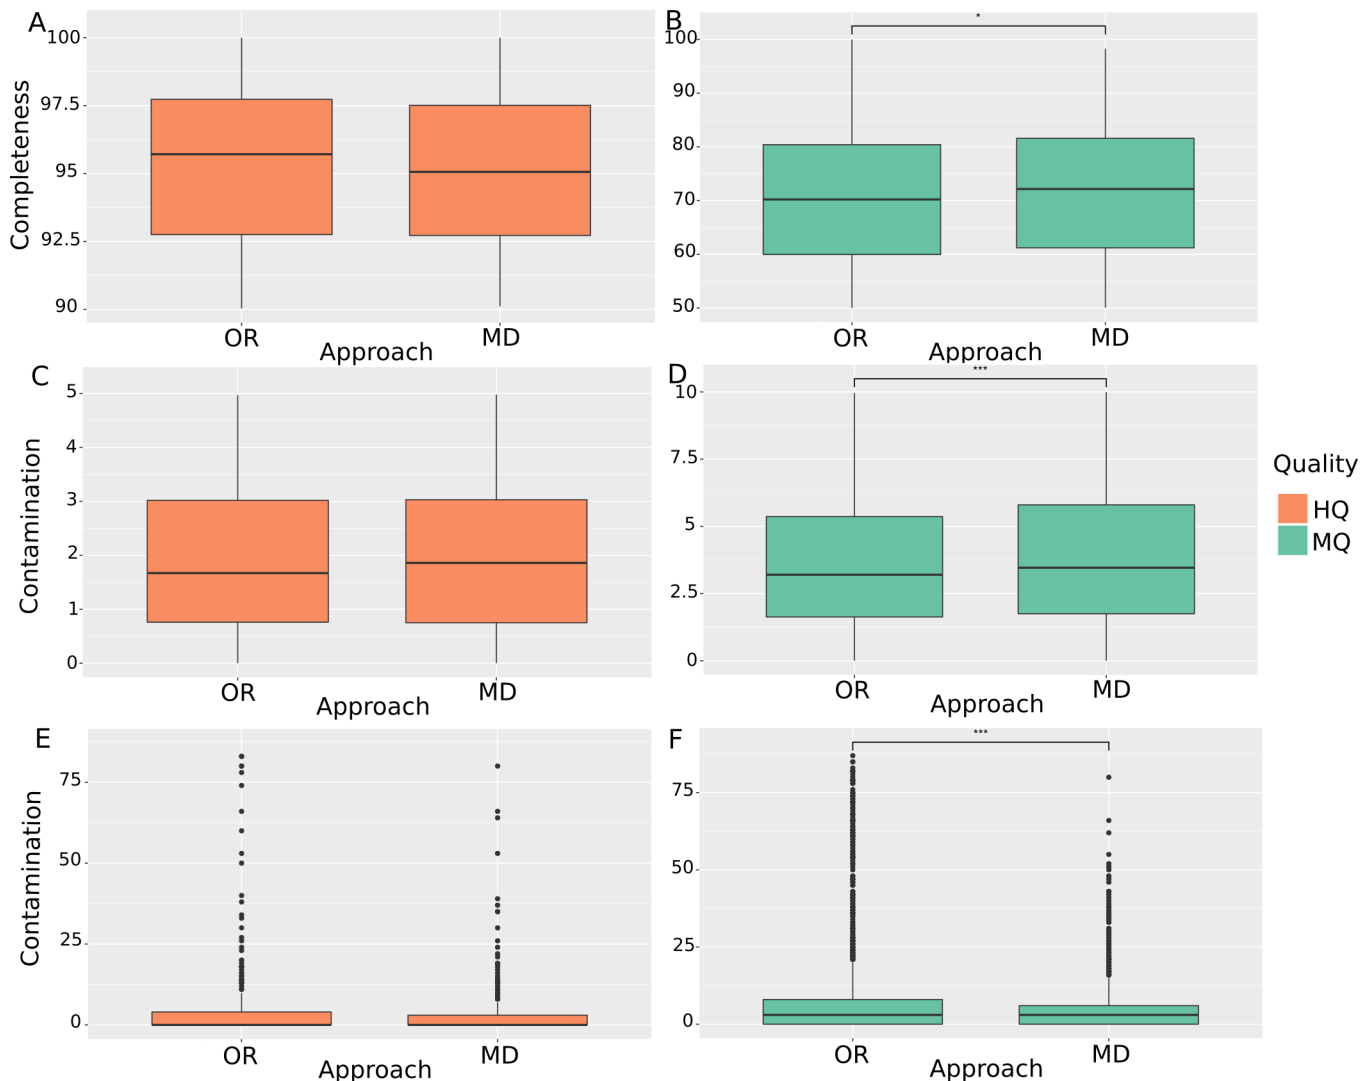 A
Completeness
100
97.5
95
92.5
90
OR
MD
Approach
B
*
100
90
80
70
60
50
OR
MD
Approach
C
Contamination
5
4
3
2
1
0
OR
MD
Approach
D
***
10
7.5
5
2.5
0
OR
MD
Approach
Quality
HQ
MQ
E
Contamination
75
50
25
0
OR
MD
Approach
F
***
75
50
25
0
OR
MD
Approach